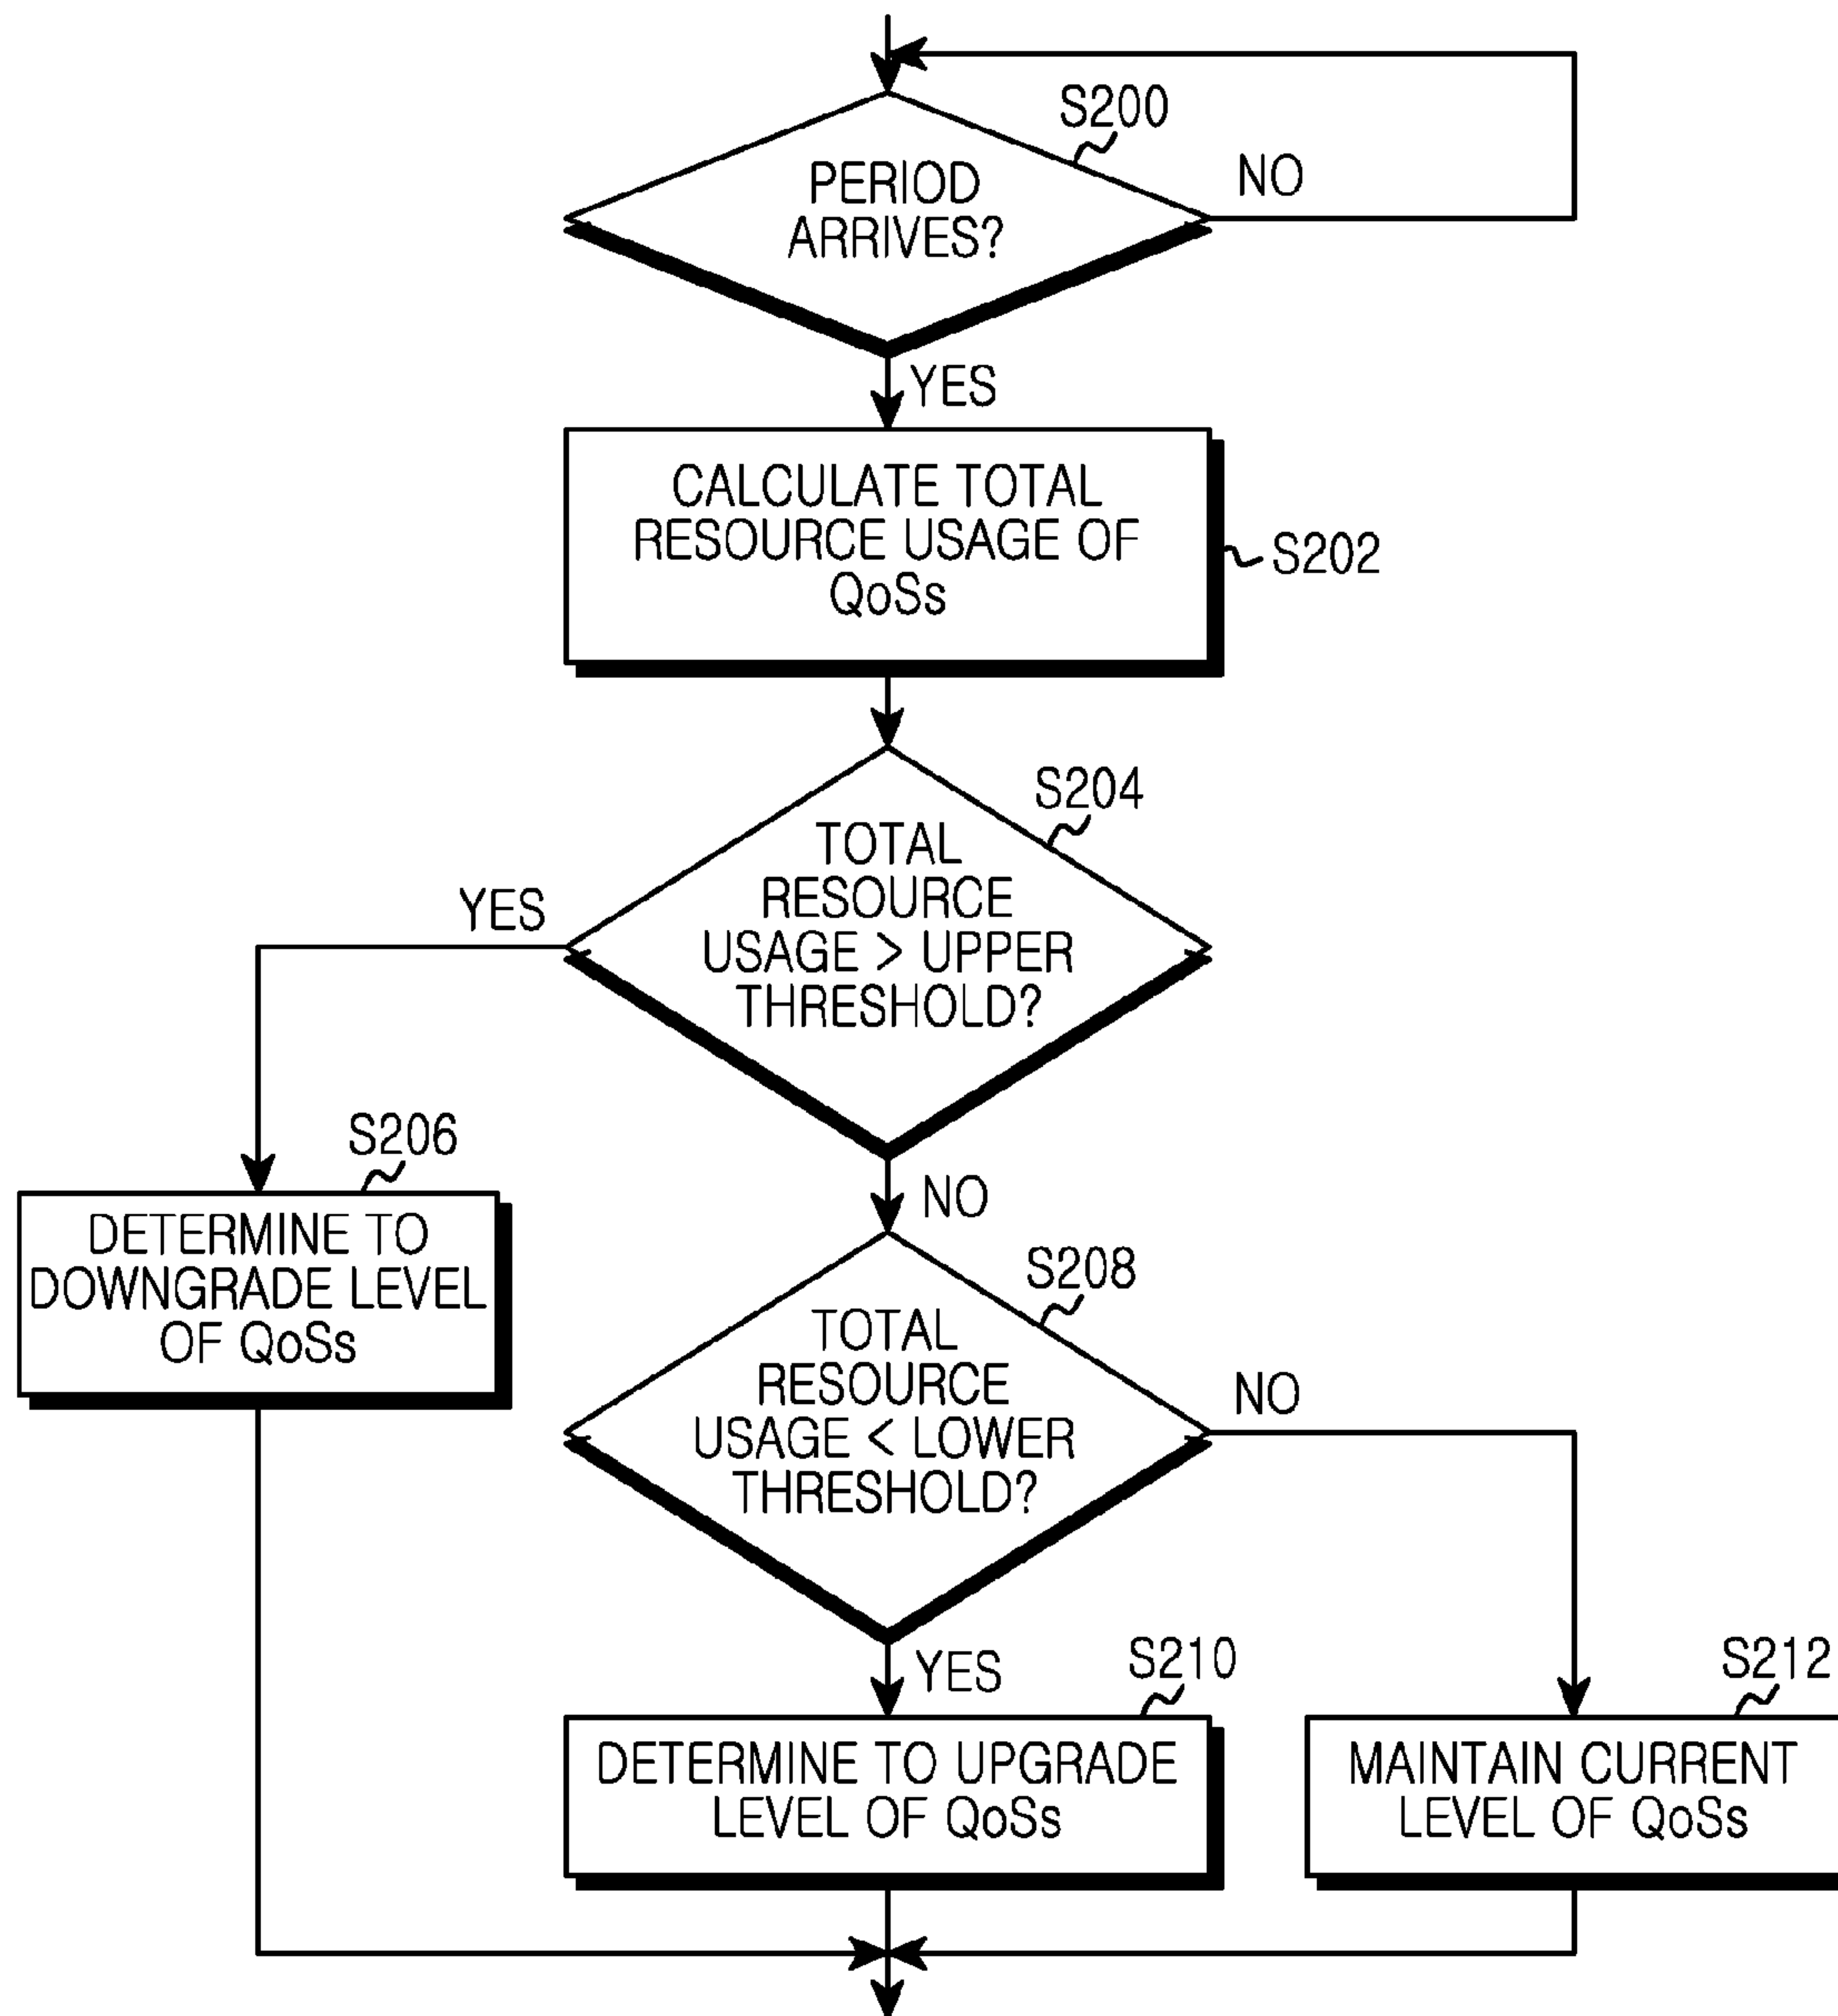 S200
PERIOD
ARRIVES?
NO
YES
CALCULATE TOTAL
RESOURCE USAGE OF
QoSs
S202
S204
TOTAL
RESOURCE
USAGE > UPPER
THRESHOLD?
YES
NO
S206
DETERMINE TO
DOWNGRADE LEVEL
OF QoSs
S208
TOTAL
RESOURCE
USAGE < LOWER
THRESHOLD?
NO
YES
S210
DETERMINE TO UPGRADE
LEVEL OF QoSs
S212
MAINTAIN CURRENT
LEVEL OF QoSs